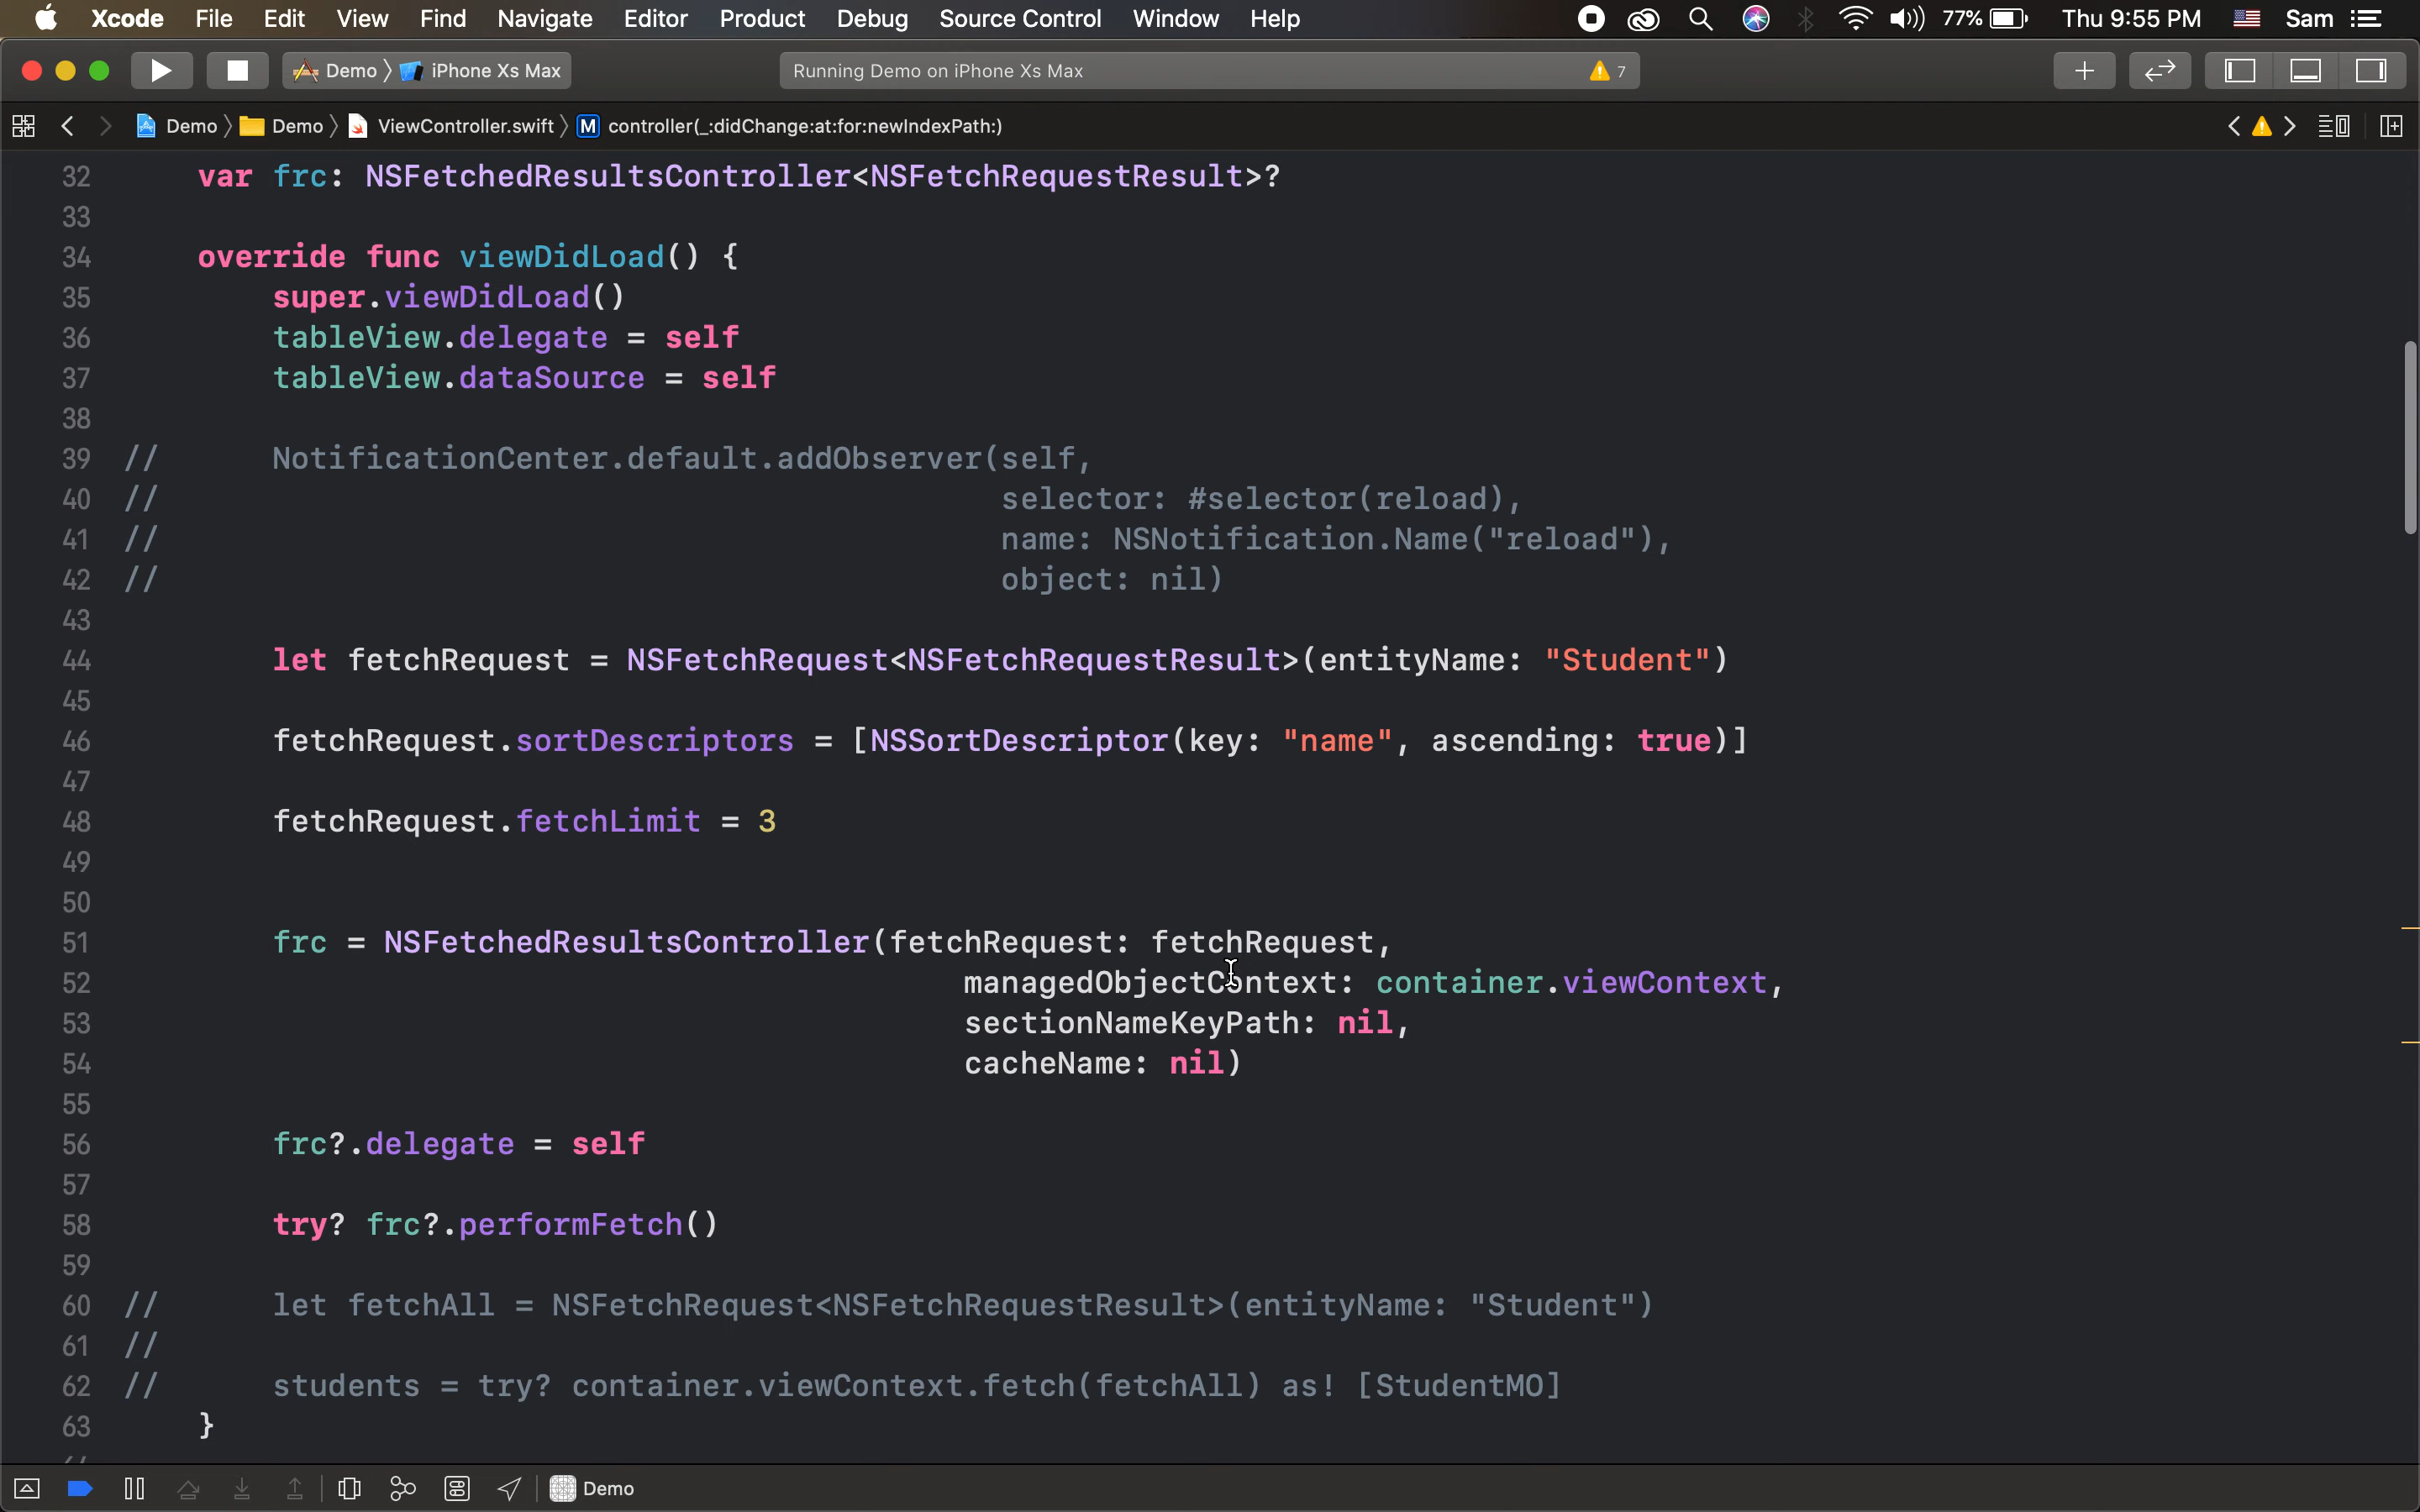 Xcode File Edit View Find Navigate Editor Product Debug Source Control Window Help 77% Thu 9:55 PM Sam
Demo iPhone Xs Max Running Demo on iPhone Xs Max 7
Demo Demo ViewController.swift M controller(_:didChange:at:for:newIndexPath:)
32 var frc: NSFetchedResultsController<NSFetchRequestResult>?
33
34 override func viewDidLoad() {
35 super.viewDidLoad()
36 tableView.delegate = self
37 tableView.dataSource = self
38
39 // NotificationCenter.default.addObserver(self,
40 // selector: #selector(reload),
41 // name: NSNotification.Name("reload"),
42 // object: nil)
43
44 let fetchRequest = NSFetchRequest<NSFetchRequestResult>(entityName: "Student")
45
46 fetchRequest.sortDescriptors = [NSSortDescriptor(key: "name", ascending: true)]
47
48 fetchRequest.fetchLimit = 3
49
50
51 frc = NSFetchedResultsController(fetchRequest: fetchRequest,
52 managedObjectContext: container.viewContext,
53 sectionNameKeyPath: nil,
54 cacheName: nil)
55
56 frc?.delegate = self
57
58 try? frc?.performFetch()
59
60 // let fetchAll = NSFetchRequest<NSFetchRequestResult>(entityName: "Student")
61 //
62 // students = try? container.viewContext.fetch(fetchAll) as! [StudentMO]
63 }
Demo